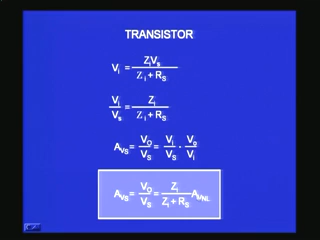 TRANSISTOR
Vi = ZiVs / Zi + RS
Vi / Vs = Zi / Zi + RS
AVS = VO / VS = Vi / VS · Vo / Vi
AVS = VO / VS = Zi / Zi + RS AVNL